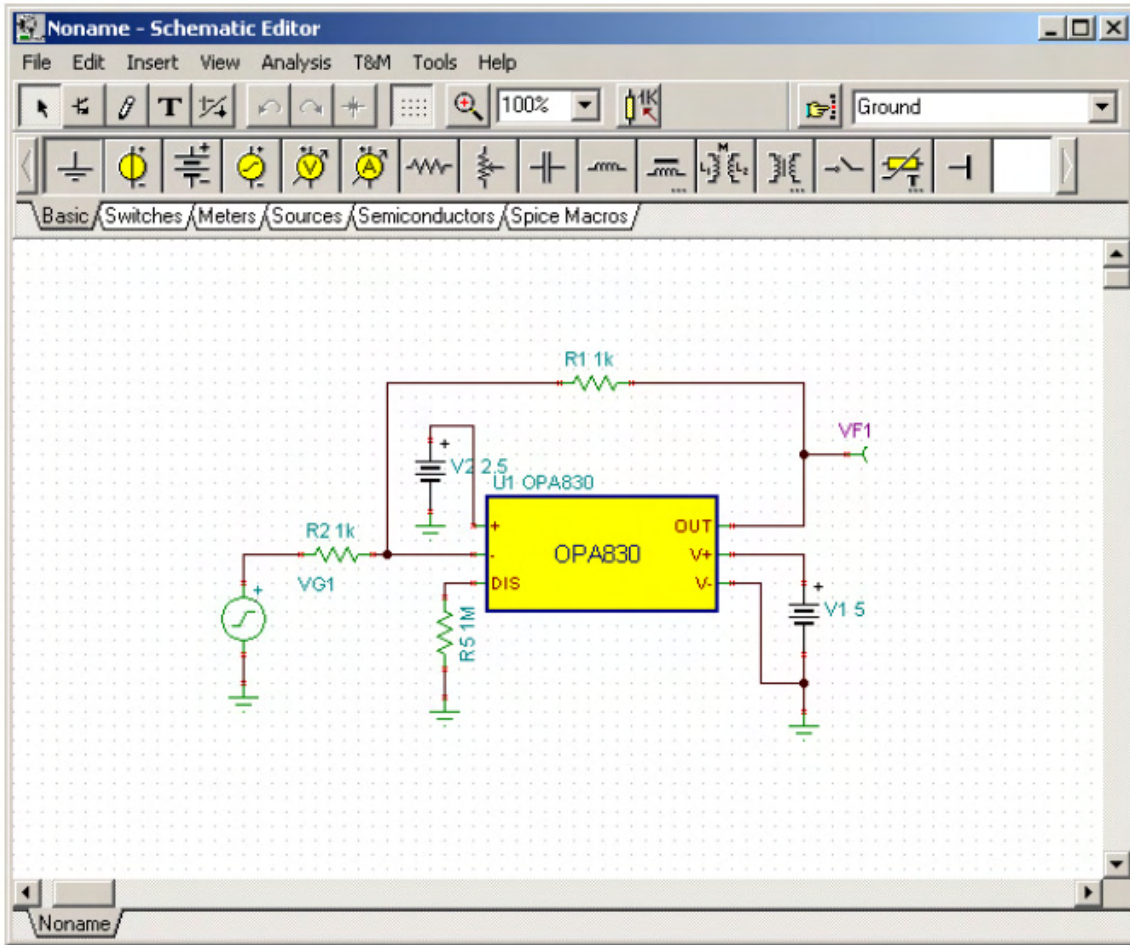 Noname - Schematic Editor
File Edit Insert View Analysis T&M Tools Help
T 100% 1K Ground
+ - + - V A M L1 L2 T
Basic Switches Meters Sources Semiconductors Spice Macros
R1 1k
VF1
+
V2 2.5
U1 OPA830
R2 1k
+ OUT
- OPA830 V+
VG1
+
DIS V-
+
R5 1M
V1 5
Noname